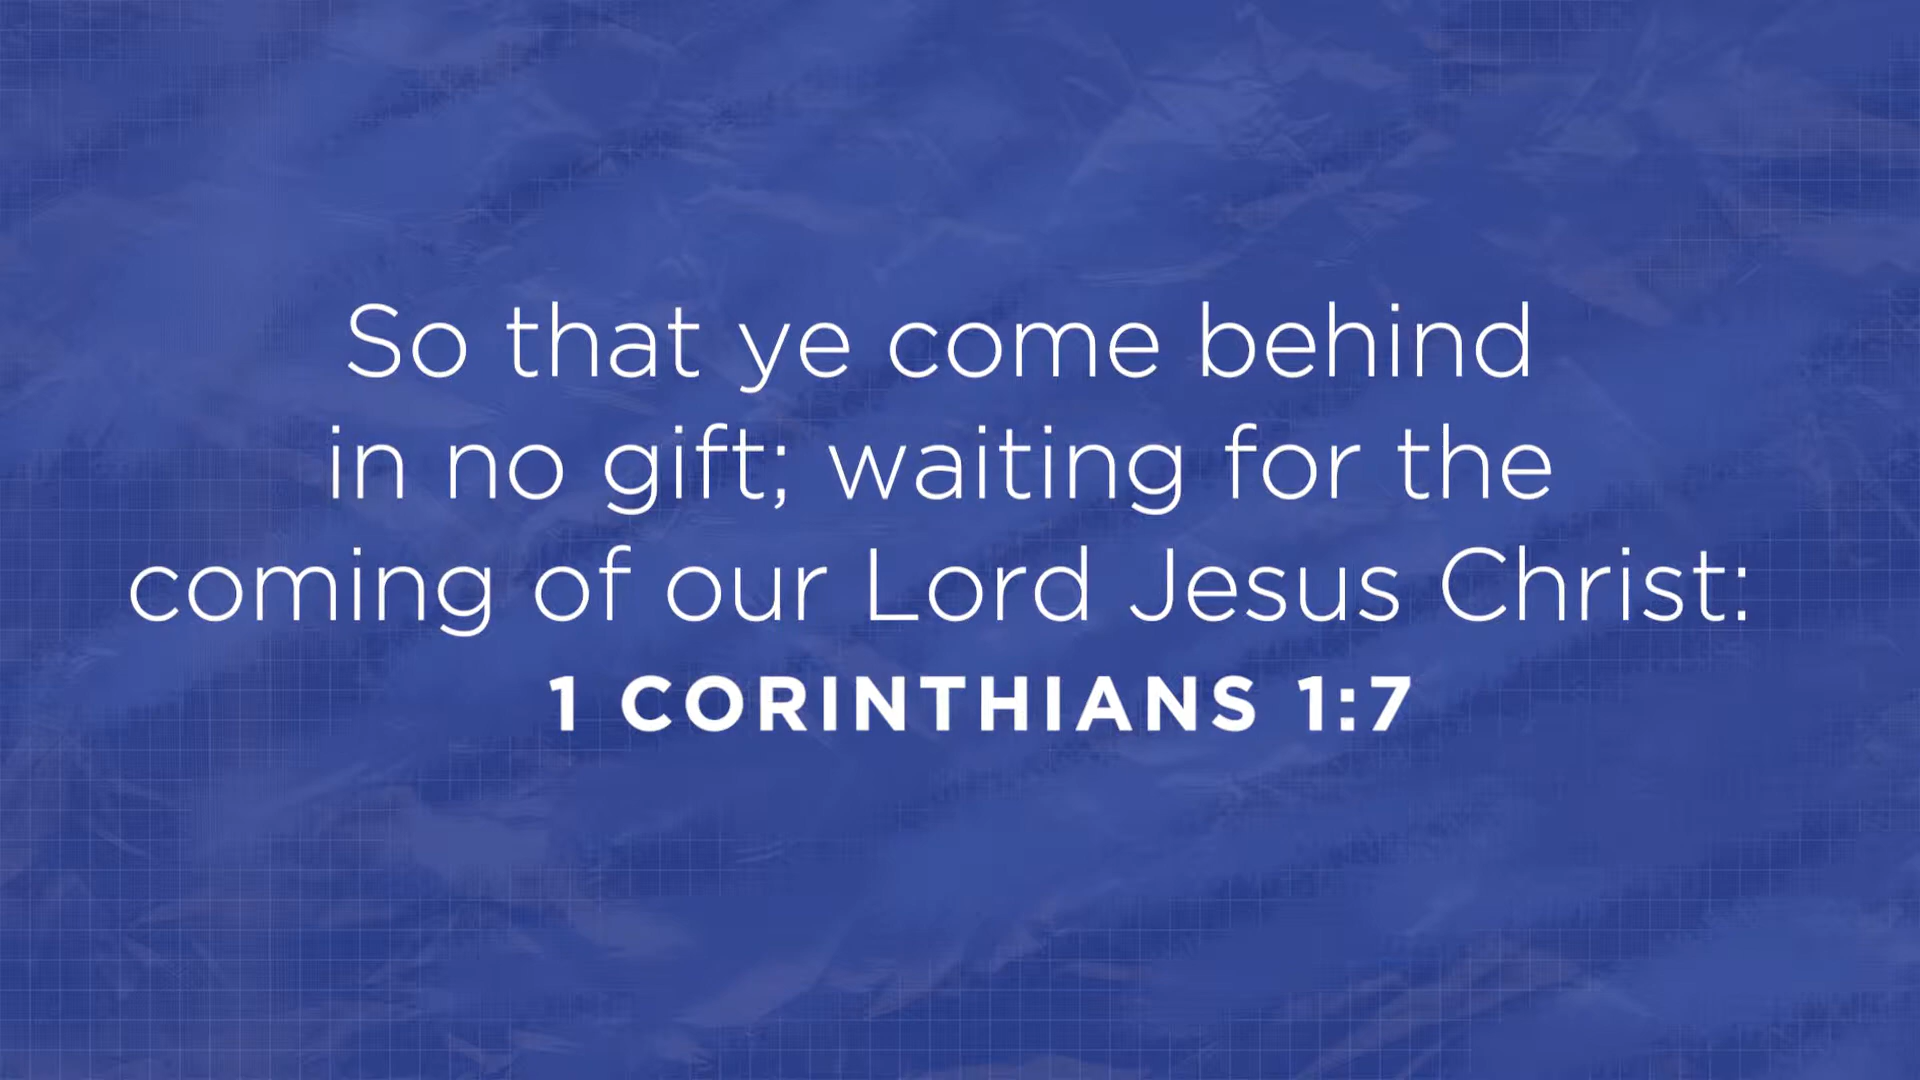 So that ye come behind
in no gift; waiting for the
coming of our Lord Jesus Christ:
1 CORINTHIANS 1:7